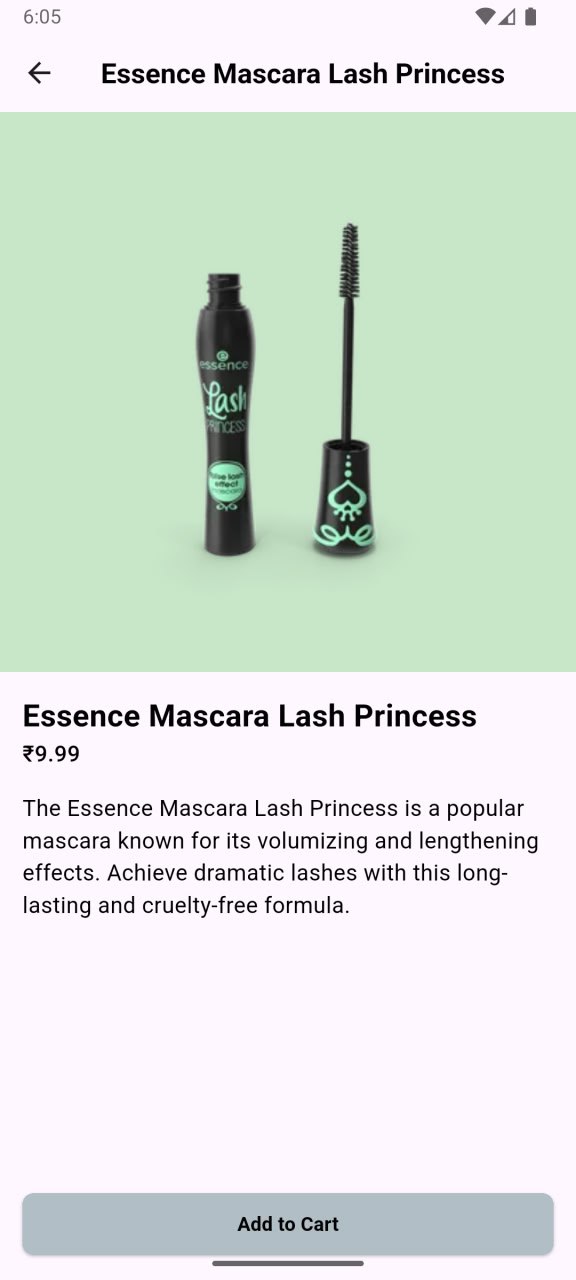 6:05
Essence Mascara Lash Princess
essence
Lash
PRINCESS
false lash
effect
mascara
Essence Mascara Lash Princess
₹9.99
The Essence Mascara Lash Princess is a popular
mascara known for its volumizing and lengthening
effects. Achieve dramatic lashes with this long-
lasting and cruelty-free formula.
Add to Cart